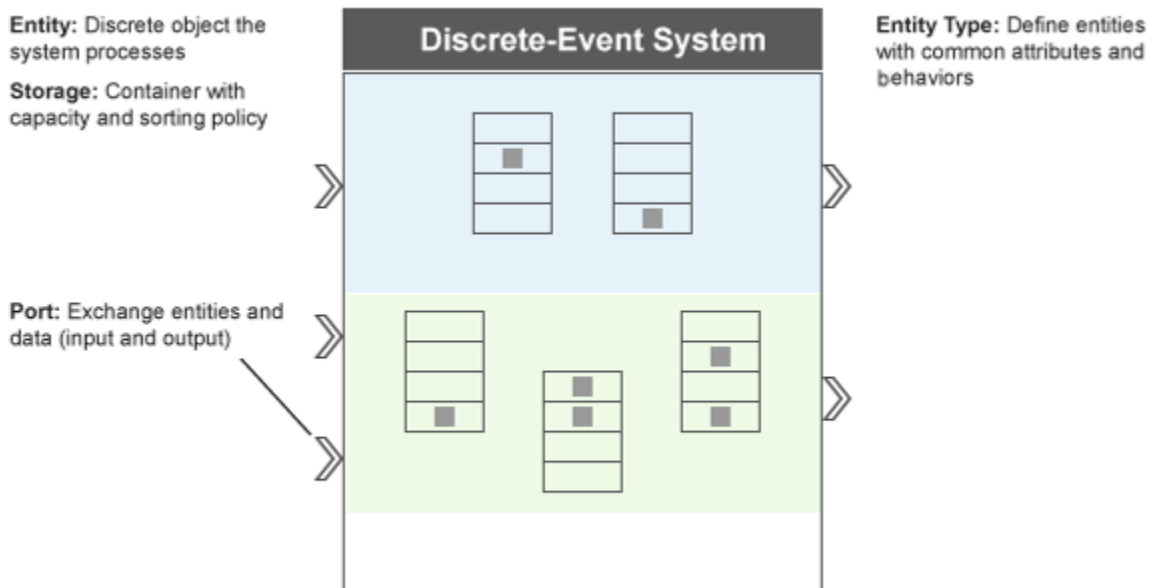 Entity: Discrete object the
system processes
Storage: Container with
capacity and sorting policy
Discrete-Event System
Entity Type: Define entities
with common attributes and
behaviors
Port: Exchange entities and
data (input and output)